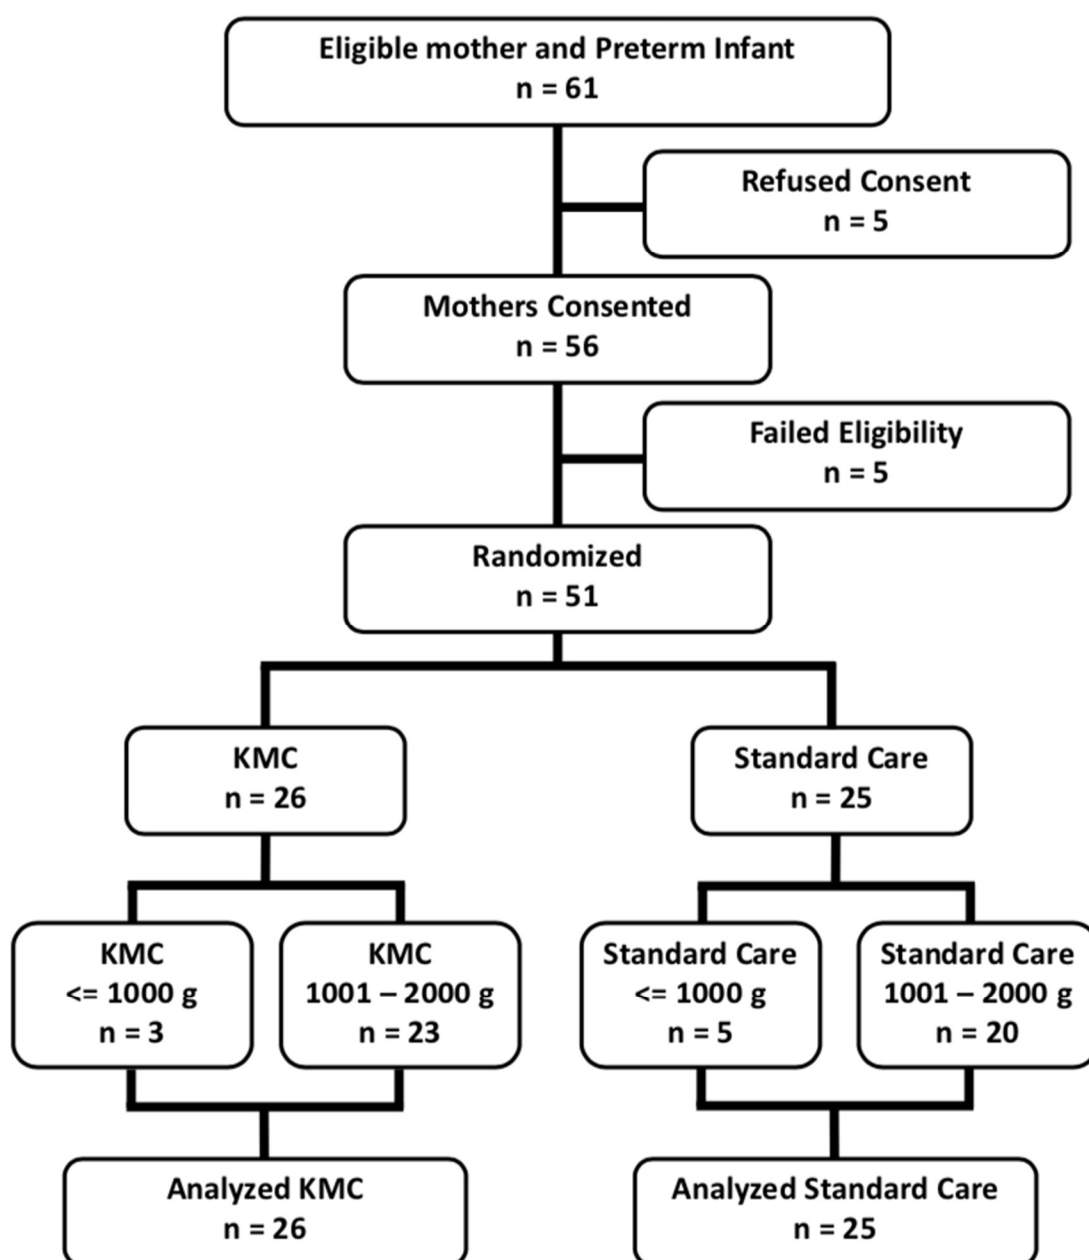 Eligible mother and Preterm Infant
n = 61
Refused Consent
n = 5
Mothers Consented
n = 56
Failed Eligibility
n = 5
Randomized
n = 51
KMC
n = 26
Standard Care
n = 25
KMC
<= 1000 g
n = 3
KMC
1001 – 2000 g
n = 23
Standard Care
<= 1000 g
n = 5
Standard Care
1001 – 2000 g
n = 20
Analyzed KMC
n = 26
Analyzed Standard Care
n = 25